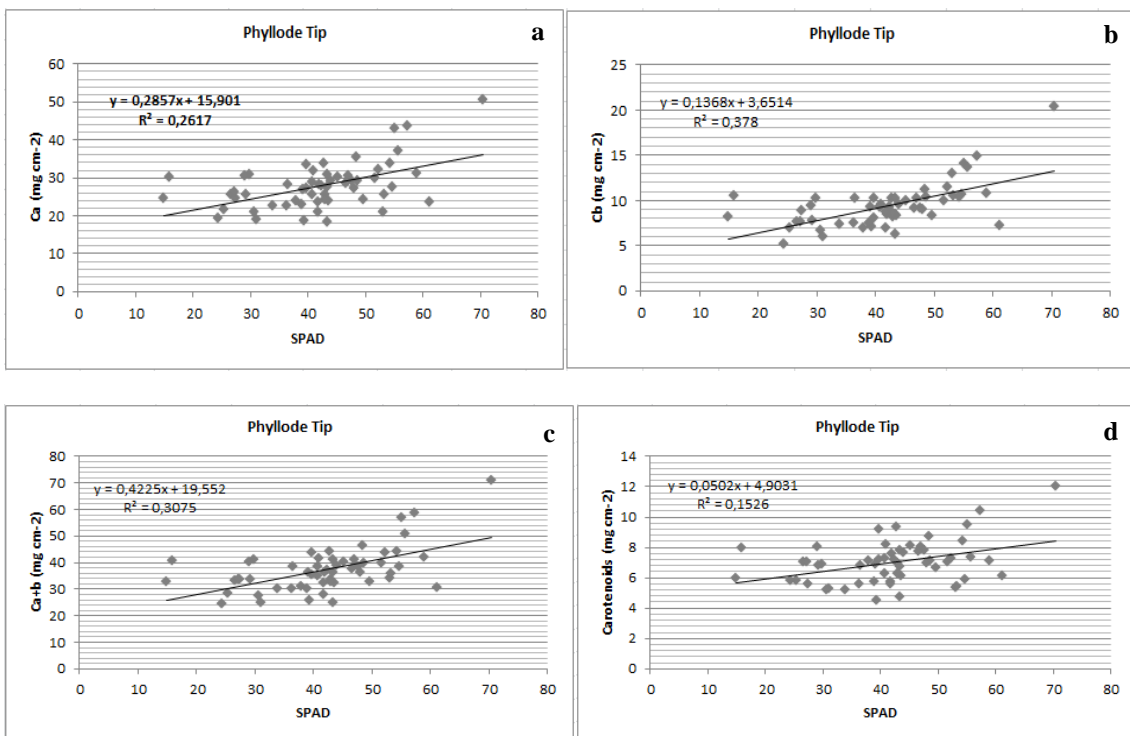 Phyllode Tip
a
60
50
40
30
20
10
0
Ca (mg cm-2)
y = 0,2857x + 15,901
R² = 0,2617
0 10 20 30 40 50 60 70 80
SPAD
Phyllode Tip
b
25
20
15
10
5
0
Cb (mg cm-2)
y = 0,1368x + 3,6514
R² = 0,378
0 10 20 30 40 50 60 70 80
SPAD
Phyllode Tip
c
80
70
60
50
40
30
20
10
0
Ca+b (mg cm-2)
y = 0,4225x + 19,552
R² = 0,3075
0 10 20 30 40 50 60 70 80
SPAD
Phyllode Tip
d
14
12
10
8
6
4
2
0
Carotenoids (mg cm-2)
y = 0,0502x + 4,9031
R² = 0,1526
0 10 20 30 40 50 60 70 80
SPAD